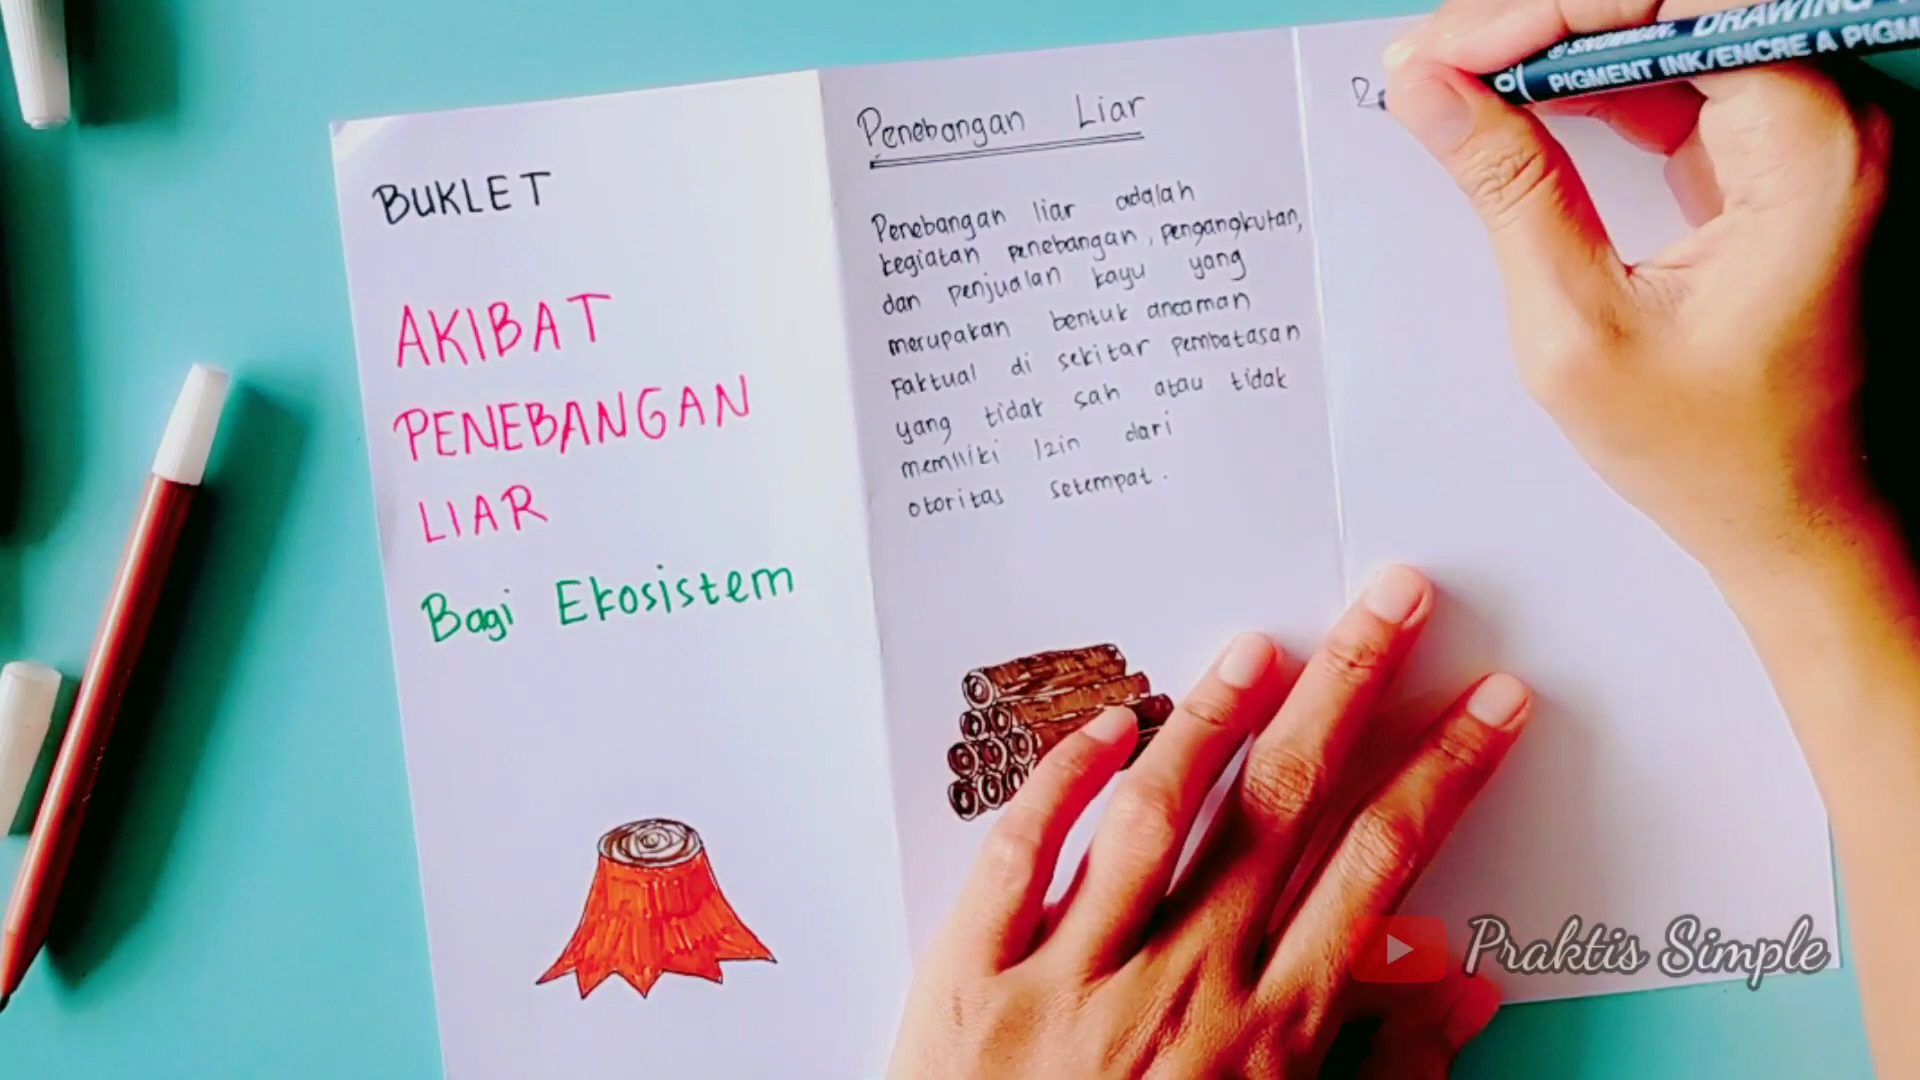 BUKLET
AKIBAT
PENEBANGAN
LIAR
Bagi Ekosistem
Penebangan Liar
Penebangan liar adalah
kegiatan penebangan, pengangkutan,
dan penjualan kayu yang
merupakan bentuk ancaman
Faktual di sekitar pembatasan
yang tidak sah atau tidak
memiliki Izin dari
otoritas setempat.
SNOWMAN DRAWING
PIGMENT INK/ENCRE A PIGM
Praktis Simple